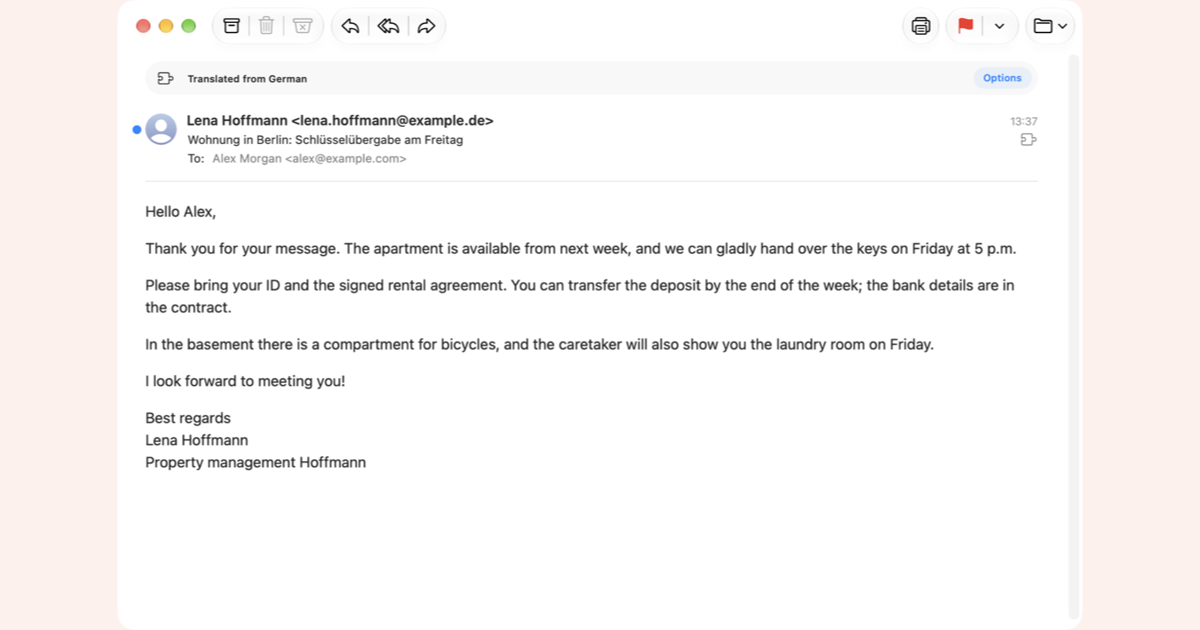 Translated from German
Options
Lena Hoffmann <lena.hoffmann@example.de>
13:37
Wohnung in Berlin: Schlüsselübergabe am Freitag
To: Alex Morgan <alex@example.com>
Hello Alex,
Thank you for your message. The apartment is available from next week, and we can gladly hand over the keys on Friday at 5 p.m.
Please bring your ID and the signed rental agreement. You can transfer the deposit by the end of the week; the bank details are in
the contract.
In the basement there is a compartment for bicycles, and the caretaker will also show you the laundry room on Friday.
I look forward to meeting you!
Best regards
Lena Hoffmann
Property management Hoffmann